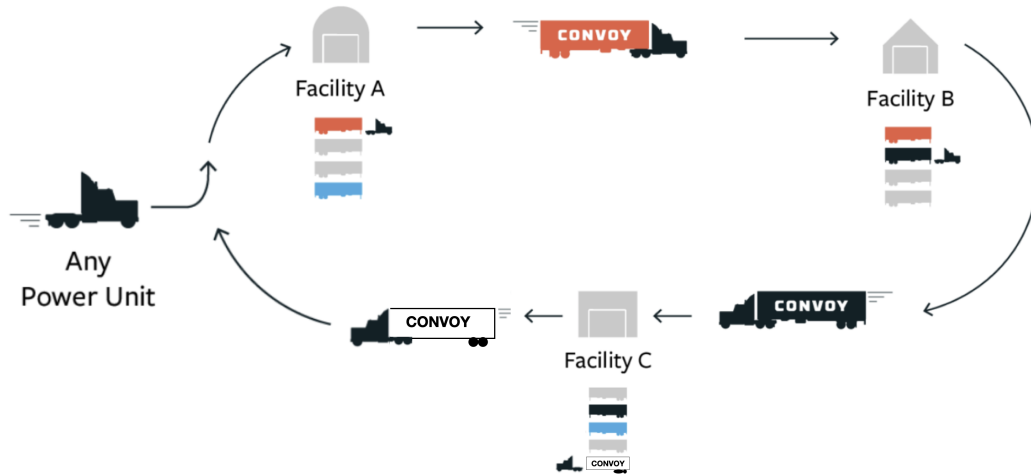 CONVOY
Facility A
Facility B
Any
Power Unit
CONVOY
CONVOY
Facility C
CONVOY